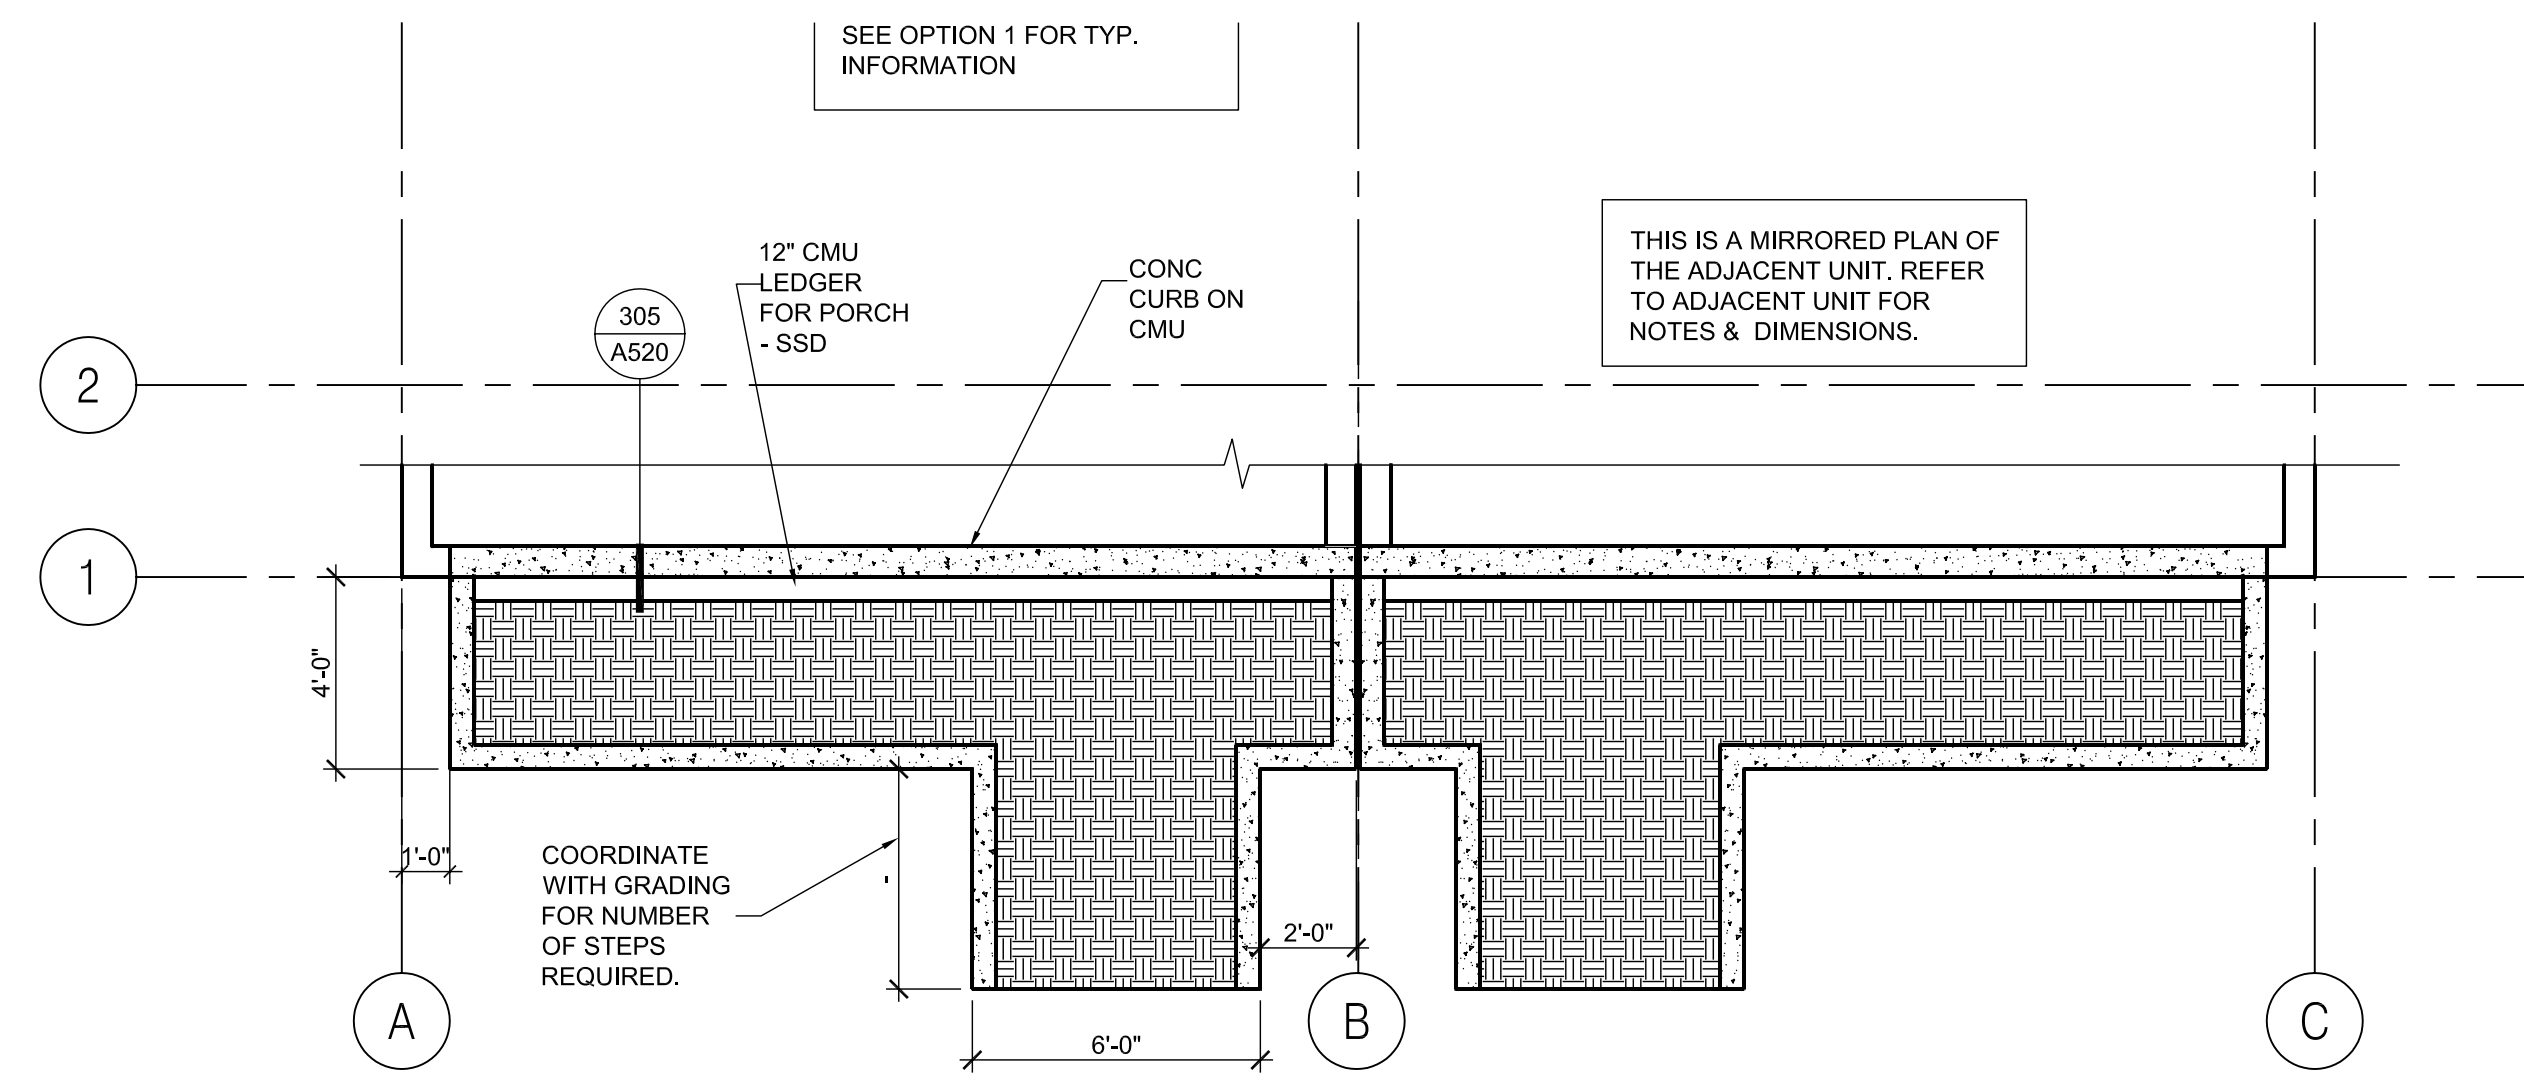 SEE OPTION 1 FOR TYP.
INFORMATION
THIS IS A MIRRORED PLAN OF
THE ADJACENT UNIT. REFER
TO ADJACENT UNIT FOR
NOTES &  DIMENSIONS.
12" CMU
LEDGER
FOR PORCH
- SSD
CONC
CURB ON
CMU
305
A520
2
1
4'-0"
1'-0"
COORDINATE
WITH GRADING
FOR NUMBER
OF STEPS
REQUIRED.
2'-0"
6'-0"
A
B
C